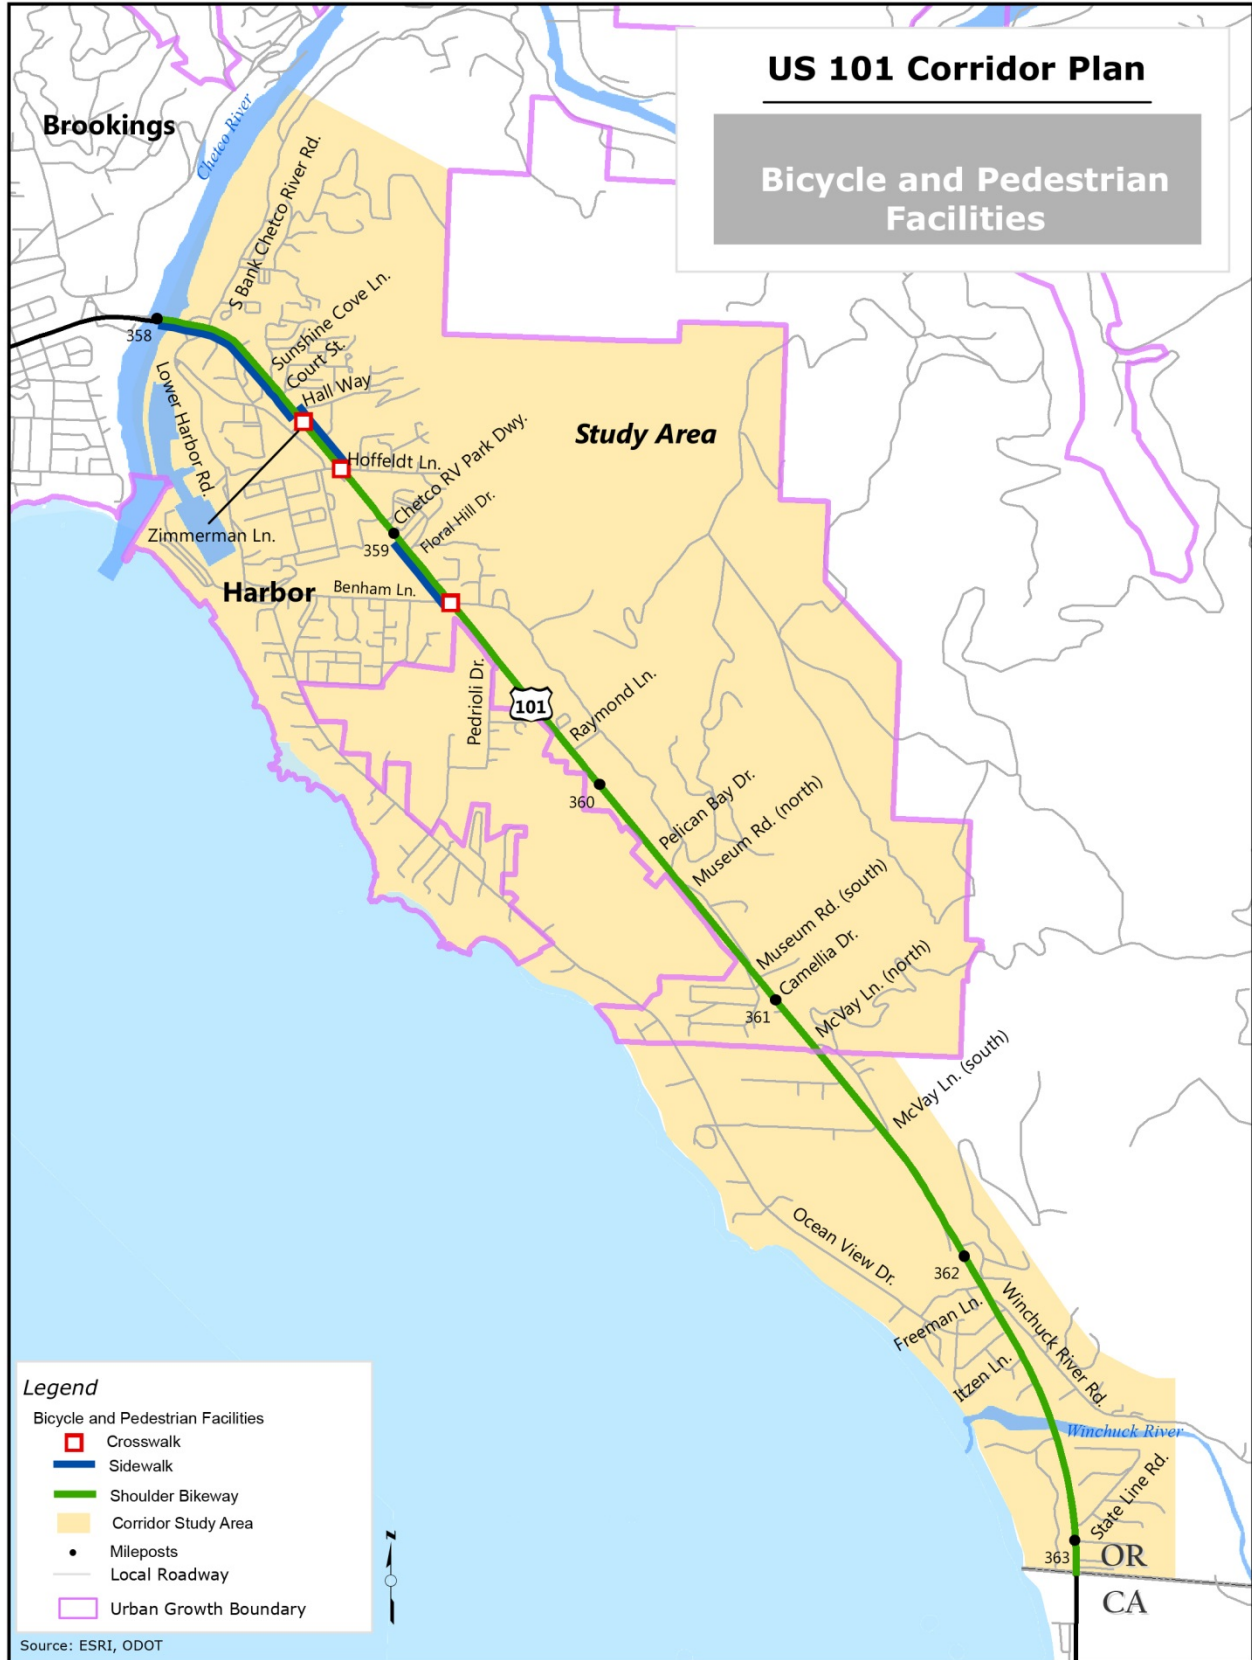 US 101 Corridor Plan
Bicycle and Pedestrian
Facilities
Brookings
Chetco River
S Bank Chetco River Rd.
358
Sunshine Cove Ln.
Court St.
Hall Way
Lower Harbor Rd.
Study Area
Hoffeldt Ln.
Chetco RV Park Dwy.
Floral Hill Dr.
Zimmerman Ln.
359
Harbor
Benham Ln.
Pedrioli Dr.
101
Raymond Ln.
360
Pelican Bay Dr.
Museum Rd. (north)
Museum Rd. (south)
Camellia Dr.
361
McVay Ln. (north)
McVay Ln. (south)
Ocean View Dr.
362
Freeman Ln.
Winchuck River Rd.
Itzen Ln.
Winchuck River
State Line Rd.
363
OR
CA
Legend
Bicycle and Pedestrian Facilities
Crosswalk
Sidewalk
Shoulder Bikeway
Corridor Study Area
Mileposts
Local Roadway
Urban Growth Boundary
Source: ESRI, ODOT
z